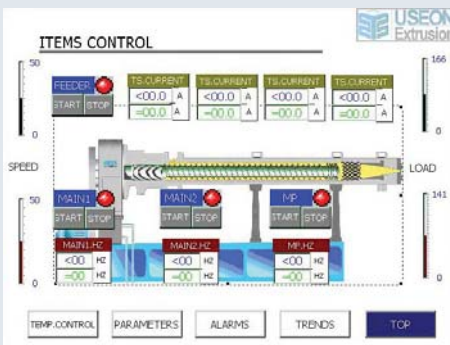 USEON
Extrusion
ITEMS CONTROL
50
166
FEEDER
START STOP
TS.CURRENT TS.CURRENT TS.CURRENT TS.CURRENT
<00.0 A <00.0 A <00.0 A <00.0 A
=00.0 A =00.0 A =00.0 A =00.0 A
0
0
SPEED
LOAD
50
141
MAIN1 MAIN2 MP
START STOP START STOP START STOP
MAIN1.HZ MAIN2.HZ MP.HZ
<00 HZ <00 HZ <00 HZ
=00 HZ =00 HZ =00 HZ
0
0
TEMP.CONTROL PARAMETERS ALARMS TRENDS TOP